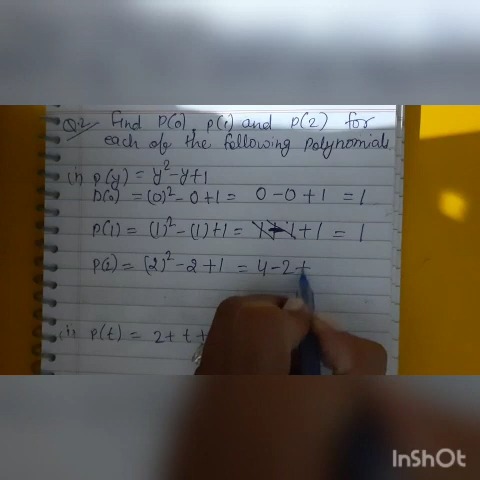 Q.2 Find P(0), P(1) and P(2) for
each of the following polynomials
(i) p(y) = y²-y+1
p(0) = (0)² - 0+1 = 0-0+1 = 1
p(1) = (1)² - (1)+1 = 1-1+1 = 1
p(2) = (2)² - 2 +1 = 4-2+
(ii) p(t) = 2+ t+
InShOt